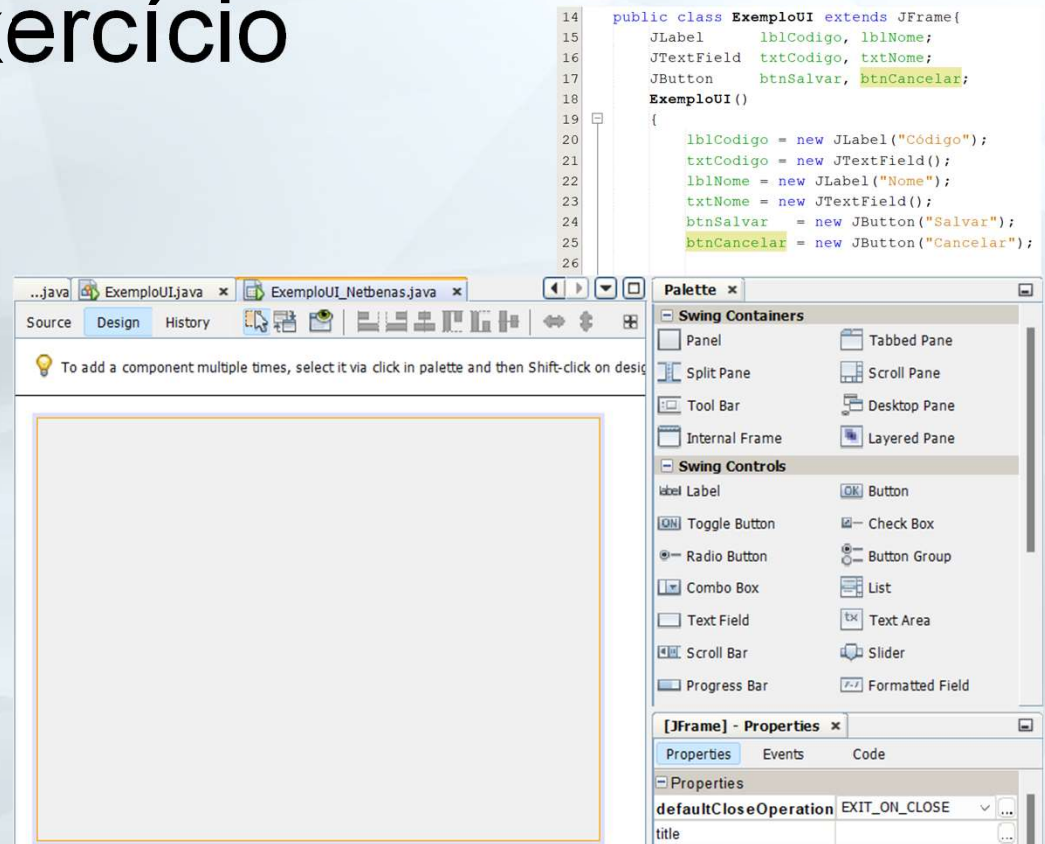 ercício
14 public class ExemploUI extends JFrame{
15 JLabel lblCodigo, lblNome;
16 JTextField txtCodigo, txtNome;
17 JButton btnSalvar, btnCancelar;
18 ExemploUI()
19 {
20 lblCodigo = new JLabel("Código");
21 txtCodigo = new JTextField();
22 lblNome = new JLabel("Nome");
23 txtNome = new JTextField();
24 btnSalvar = new JButton("Salvar");
25 btnCancelar = new JButton("Cancelar");
26
...java ExemploUI.java × ExemploUI_Netbenas.java ×
Source Design History
To add a component multiple times, select it via click in palette and then Shift-click on desig
Palette ×
Swing Containers
Panel Tabbed Pane
Split Pane Scroll Pane
Tool Bar Desktop Pane
Internal Frame Layered Pane
Swing Controls
label Label OK Button
ON Toggle Button Check Box
Radio Button Button Group
Combo Box List
Text Field tx Text Area
Scroll Bar Slider
Progress Bar Formatted Field
[JFrame] - Properties ×
Properties Events Code
Properties
defaultCloseOperation EXIT_ON_CLOSE ...
title ...